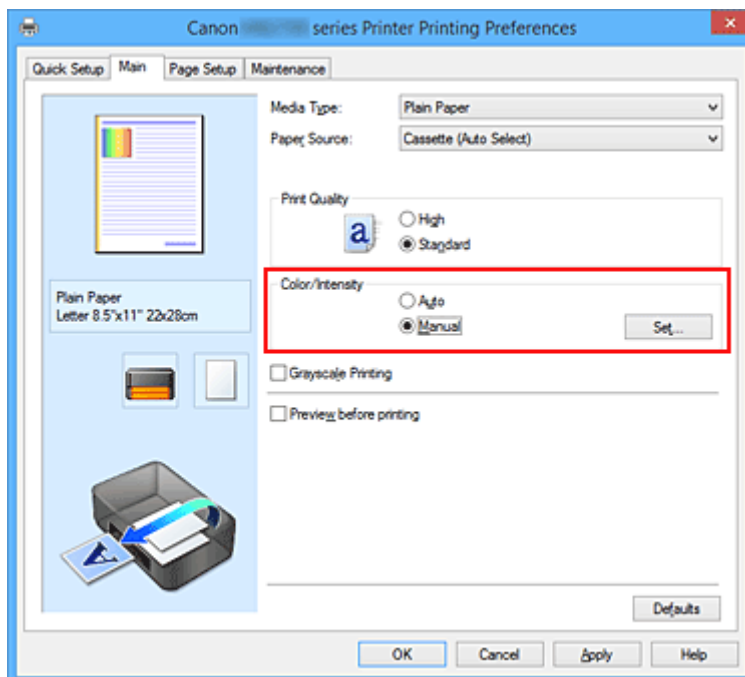 Canon series Printer Printing Preferences
Quick Setup Main Page Setup Maintenance
Media Type: Plain Paper
Paper Source: Cassette (Auto Select)
Print Quality
a
High
Standard
Color/Intensity
Auto
Manual
Set...
Plain Paper
Letter 8.5"x11" 22x28cm
Grayscale Printing
Preview before printing
A
Defaults
OK Cancel Apply Help